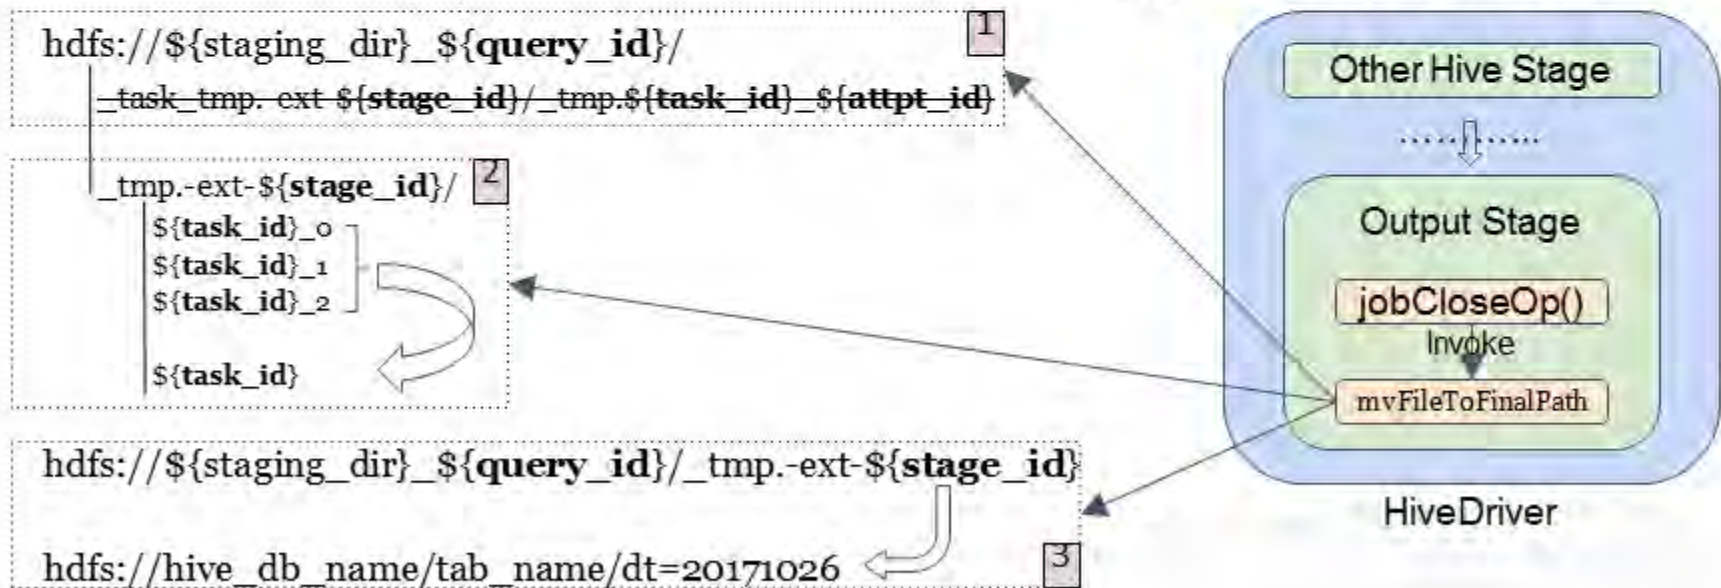 hdfs://${staging_dir}_${query_id}/
1
_task_tmp.-ext-${stage_id}/_tmp.${task_id}_${attpt_id}
_tmp.-ext-${stage_id}/
2
${task_id}_0
${task_id}_1
${task_id}_2
${task_id}
hdfs://${staging_dir}_${query_id}/_tmp.-ext-${stage_id}
hdfs://hive_db_name/tab_name/dt=20171026
3
Other Hive Stage
Output Stage
jobCloseOp()
Invoke
mvFileToFinalPath
HiveDriver